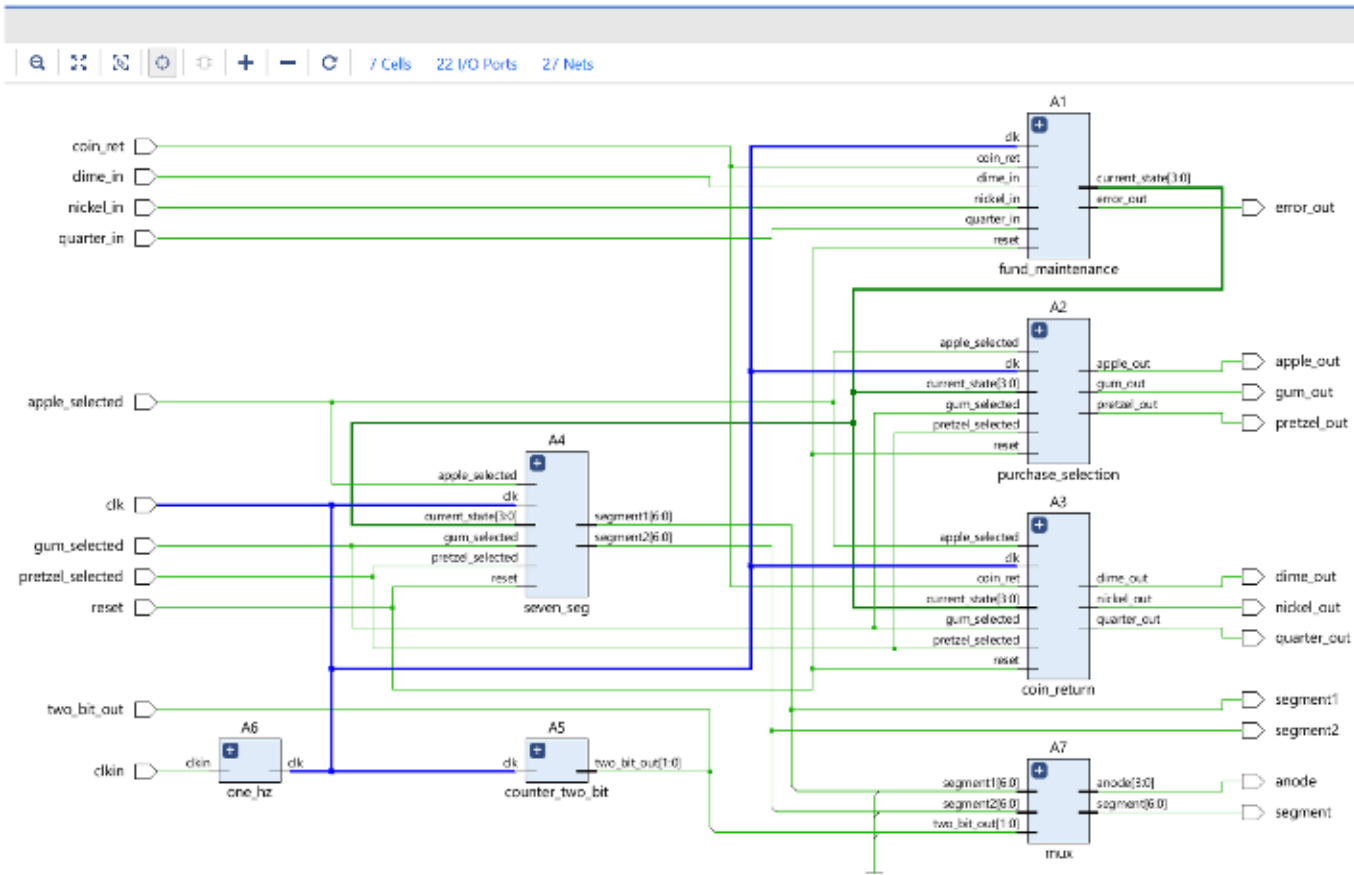 7 Cells 22 I/O Ports 27 Nets
coin_ret
dime_in
nickel_in
quarter_in
apple_selected
clk
gum_selected
pretzel_selected
reset
two_bit_out
clkin
A6
clkin clk
one_hz
A4
apple_selected
clk
current_state[3:0] segment1[6:0]
gum_selected segment2[6:0]
pretzel_selected
reset
seven_seg
A5
clk two_bit_out[1:0]
counter_two_bit
A1
clk
coin_ret
dime_in current_state[3:0]
nickel_in error_out
quarter_in
reset
fund_maintenance
A2
apple_selected
clk apple_out
current_state[3:0] gum_out
gum_selected pretzel_out
pretzel_selected
reset
purchase_selection
A3
apple_selected
clk
coin_ret dime_out
current_state[3:0] nickel_out
gum_selected quarter_out
pretzel_selected
reset
coin_return
A7
segment1[6:0] anode[3:0]
segment2[6:0] segment[6:0]
two_bit_out[1:0]
mux
error_out
apple_out
gum_out
pretzel_out
dime_out
nickel_out
quarter_out
segment1
segment2
anode
segment